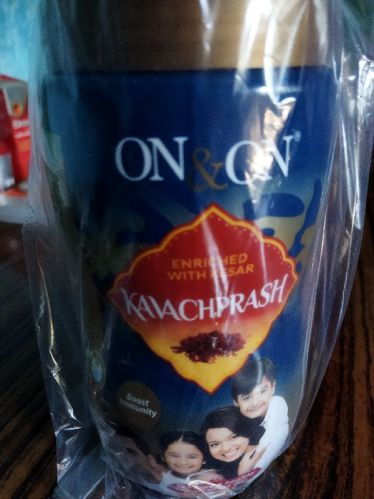 ON & ON®
ENRICHED
WITH KESAR
KAVACHPRASH
Boost
Immunity